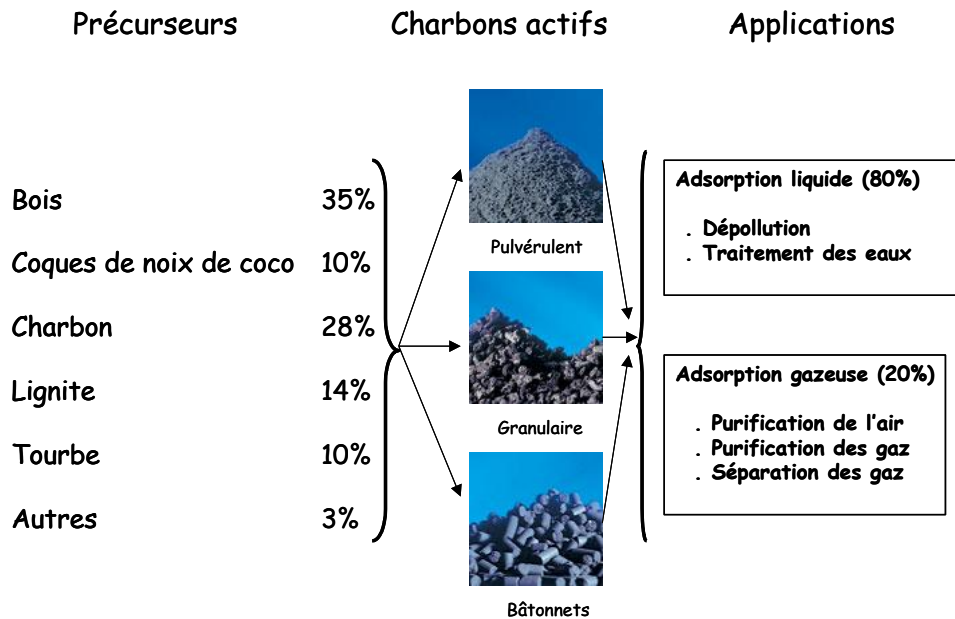 Précurseurs
Charbons actifs
Applications
Bois 35%
Coques de noix de coco 10%
Charbon 28%
Lignite 14%
Tourbe 10%
Autres 3%
Pulvérulent
Granulaire
Bâtonnets
Adsorption liquide (80%)
. Dépollution
. Traitement des eaux
Adsorption gazeuse (20%)
. Purification de l'air
. Purification des gaz
. Séparation des gaz